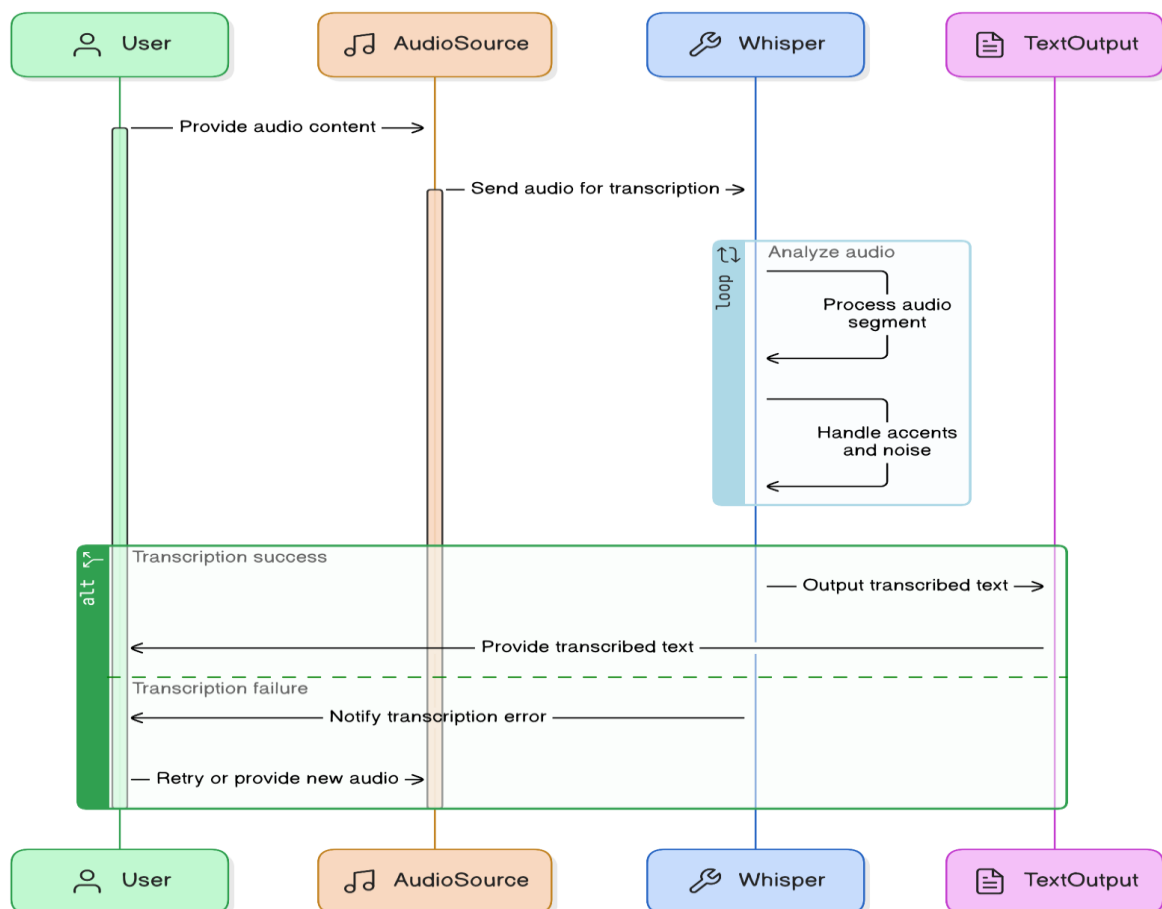 User
AudioSource
Whisper
TextOutput
Provide audio content
Send audio for transcription
loop
Analyze audio
Process audio
segment
Handle accents
and noise
alt
Transcription success
Output transcribed text
Provide transcribed text
Transcription failure
Notify transcription error
Retry or provide new audio
User
AudioSource
Whisper
TextOutput